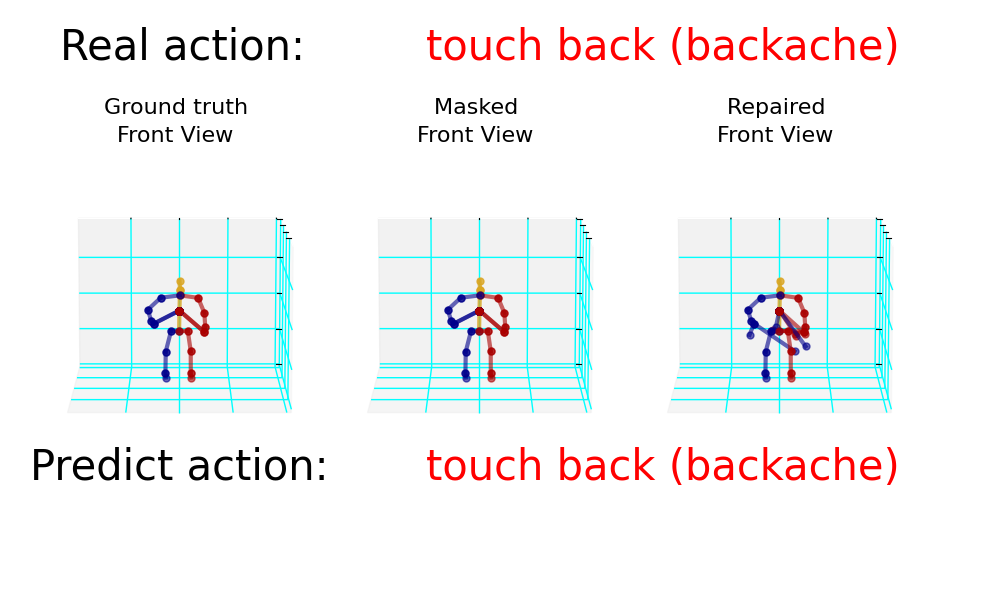 Real action: touch back (backache)
Ground truth Masked Repaired
Front View Front View Front View
Predict action: touch back (backache)